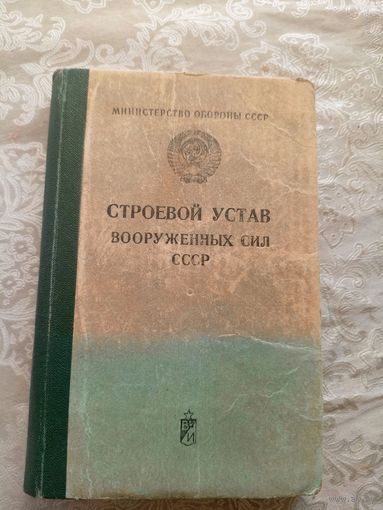 МИНИСТЕРСТВО ОБОРОНЫ СССР
СТРОЕВОЙ УСТАВ
ВООРУЖЕННЫХ СИЛ
СССР